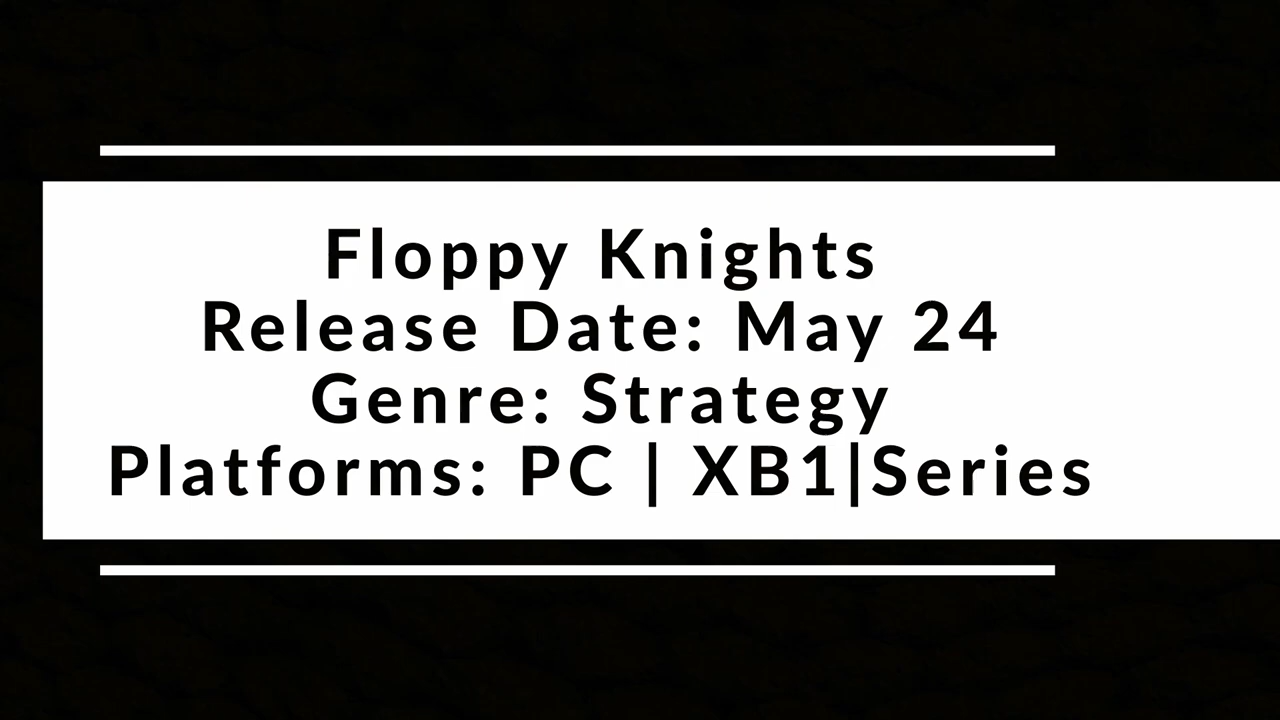 Floppy Knights
Release Date: May 24
Genre: Strategy
Platforms: PC | XB1|Series